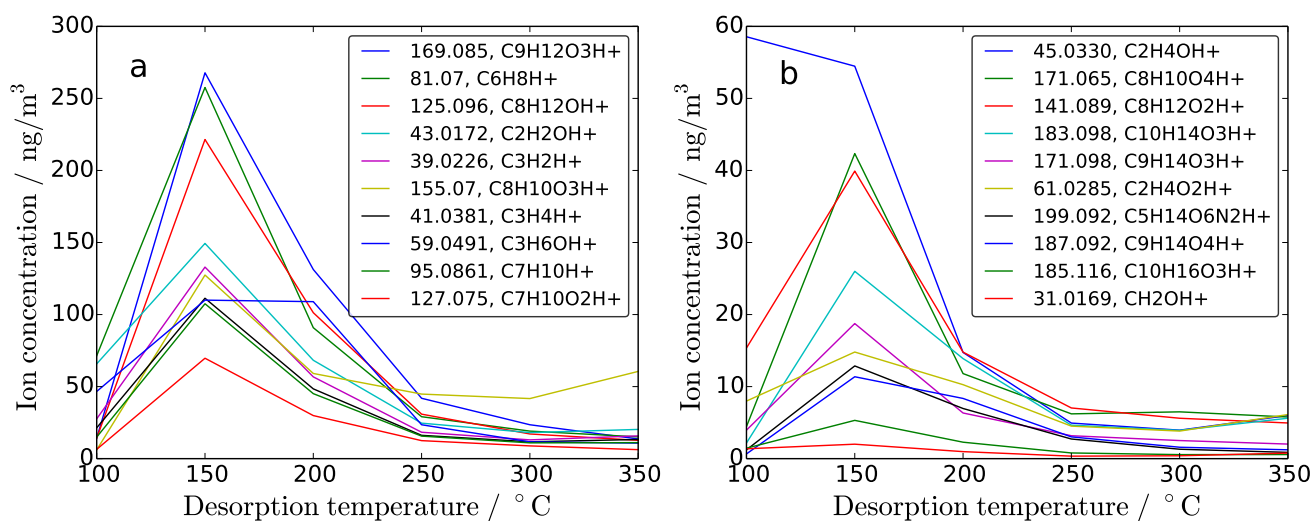 300
250
200
150
100
50
0
Ion concentration / ng/m³
a
169.085, C9H12O3H+
81.07, C6H8H+
125.096, C8H12OH+
43.0172, C2H2OH+
39.0226, C3H2H+
155.07, C8H10O3H+
41.0381, C3H4H+
59.0491, C3H6OH+
95.0861, C7H10H+
127.075, C7H10O2H+
100 150 200 250 300 350
Desorption temperature / °C
60
50
40
30
20
10
0
Ion concentration / ng/m³
b
45.0330, C2H4OH+
171.065, C8H10O4H+
141.089, C8H12O2H+
183.098, C10H14O3H+
171.098, C9H14O3H+
61.0285, C2H4O2H+
199.092, C5H14O6N2H+
187.092, C9H14O4H+
185.116, C10H16O3H+
31.0169, CH2OH+
100 150 200 250 300 350
Desorption temperature / °C